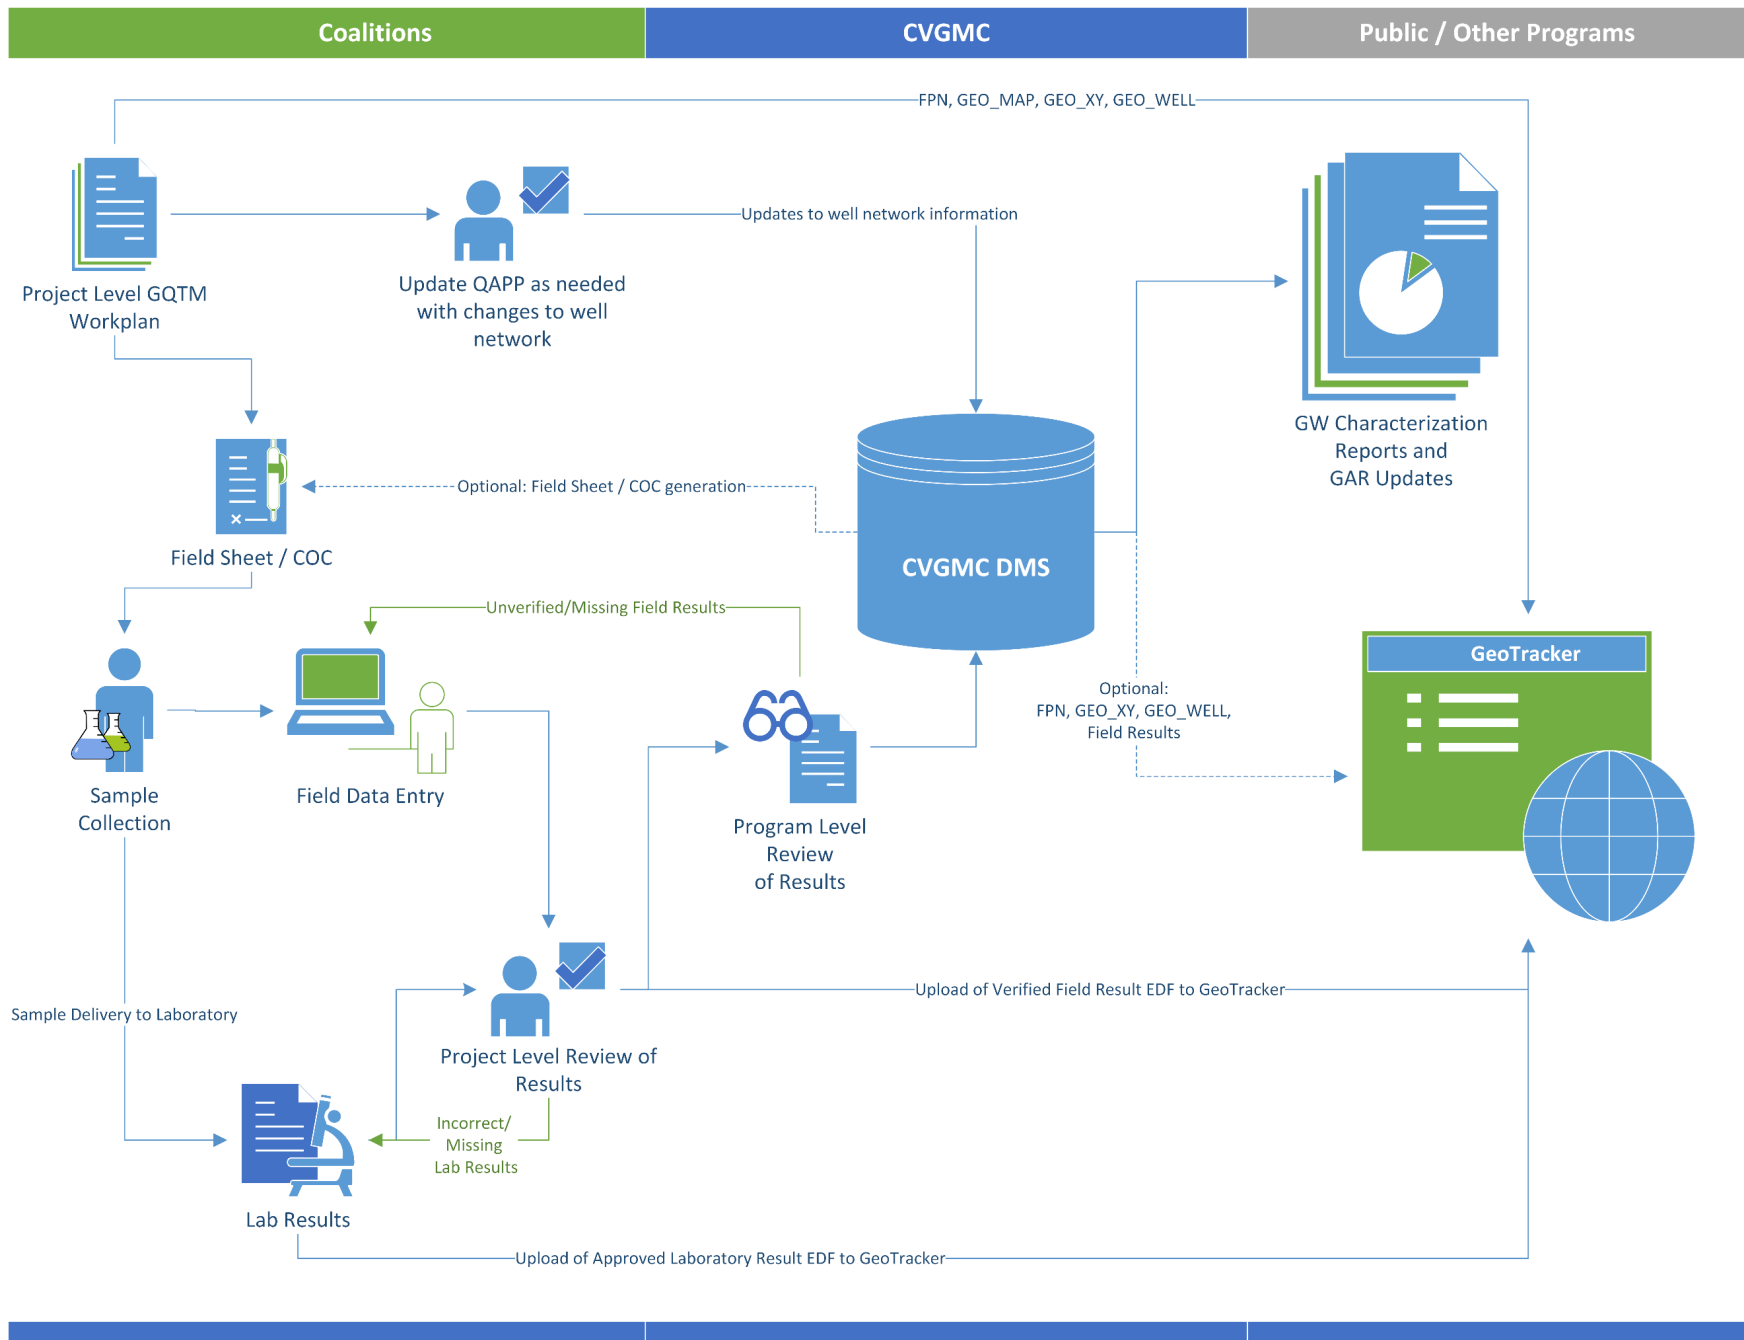 Coalitions
CVGMC
Public / Other Programs
FPN, GEO_MAP, GEO_XY, GEO_WELL
Updates to well network information
Project Level GQTM
Workplan
Update QAPP as needed
with changes to well
network
GW Characterization
Reports and
GAR Updates
Optional: Field Sheet / COC generation
Field Sheet / COC
CVGMC DMS
Unverified/Missing Field Results
GeoTracker
Optional:
FPN, GEO_XY, GEO_WELL,
Field Results
Sample
Collection
Field Data Entry
Program Level
Review
of Results
Upload of Verified Field Result EDF to GeoTracker
Sample Delivery to Laboratory
Project Level Review of
Results
Incorrect/
Missing
Lab Results
Lab Results
Upload of Approved Laboratory Result EDF to GeoTracker